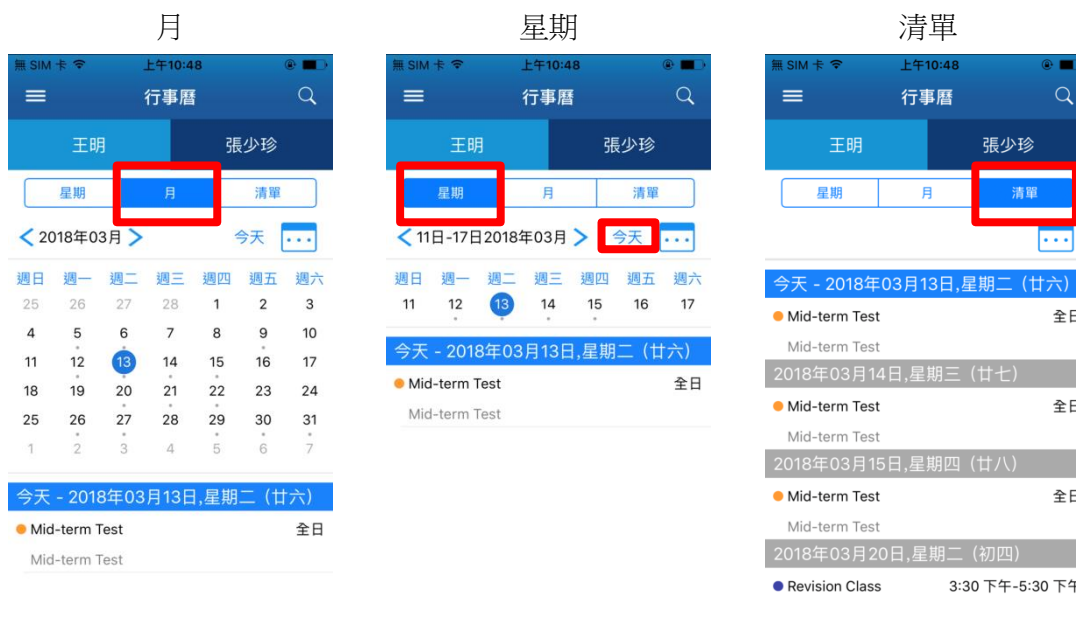 月
無 SIM 卡 上午10:48
行事曆
王明 張少珍
星期 月 清單
2018年03月 今天
週日 週一 週二 週三 週四 週五 週六
25 26 27 28 1 2 3
4 5 6 7 8 9 10
11 12 13 14 15 16 17
18 19 20 21 22 23 24
25 26 27 28 29 30 31
1 2 3 4 5 6 7
今天 - 2018年03月13日,星期二（廿六）
Mid-term Test 全日
Mid-term Test
星期
無 SIM 卡 上午10:48
行事曆
王明 張少珍
星期 月 清單
11日-17日2018年03月 今天
週日 週一 週二 週三 週四 週五 週六
11 12 13 14 15 16 17
今天 - 2018年03月13日,星期二（廿六）
Mid-term Test 全日
Mid-term Test
清單
無 SIM 卡 上午10:48
行事曆
王明 張少珍
星期 月 清單
今天 - 2018年03月13日,星期二（廿六）
Mid-term Test 全日
Mid-term Test
2018年03月14日,星期三（廿七）
Mid-term Test 全日
Mid-term Test
2018年03月15日,星期四（廿八）
Mid-term Test 全日
Mid-term Test
2018年03月20日,星期二（初四）
Revision Class 3:30 下午-5:30 下午